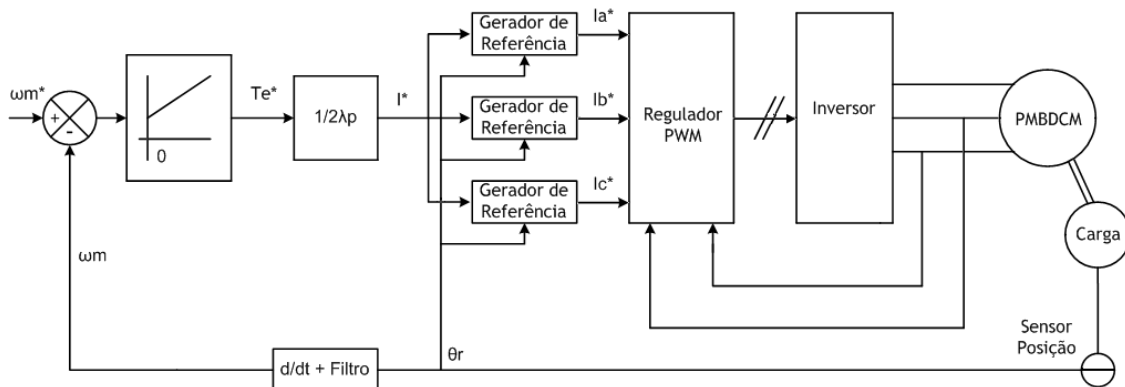 ωm*
+
-
0
Te*
1/2λp
I*
Gerador de
Referência
Ia*
Gerador de
Referência
Ib*
Gerador de
Referência
Ic*
Regulador
PWM
Inversor
PMBDCM
Carga
ωm
d/dt + Filtro
θr
Sensor
Posição